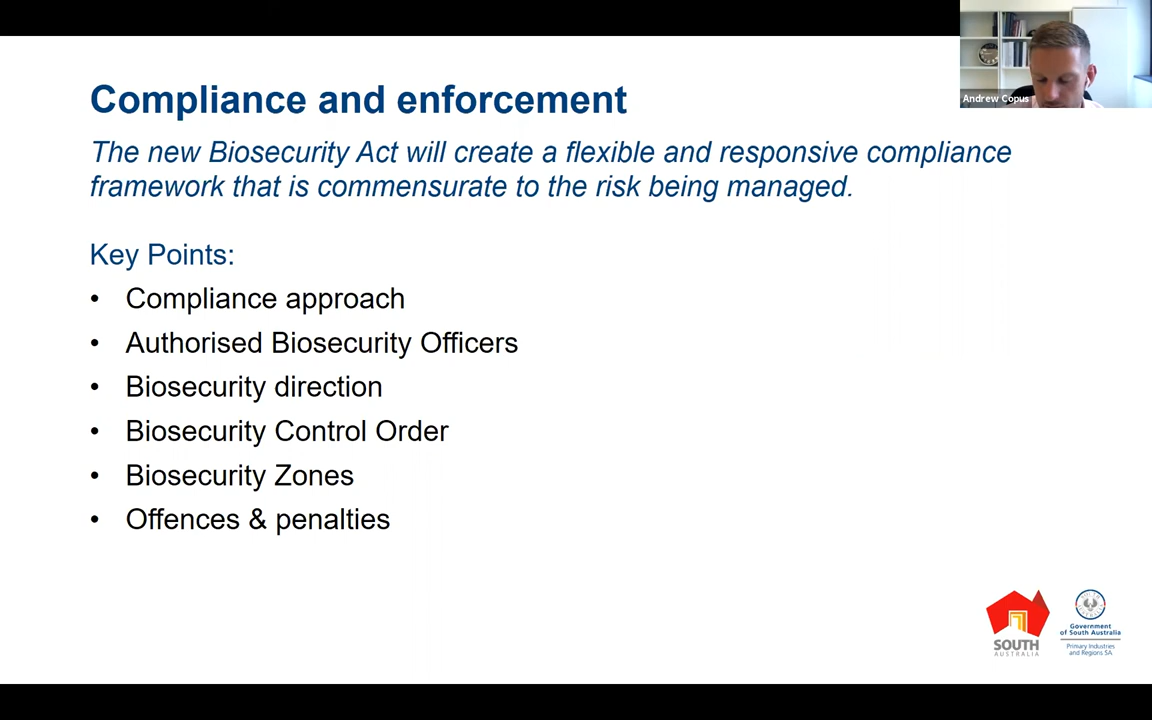 Andrew Copus
Compliance and enforcement
The new Biosecurity Act will create a flexible and responsive compliance
framework that is commensurate to the risk being managed.
Key Points:
• Compliance approach
• Authorised Biosecurity Officers
• Biosecurity direction
• Biosecurity Control Order
• Biosecurity Zones
• Offences & penalties
SOUTH
AUSTRALIA
Government
of South Australia
Primary Industries
and Regions SA